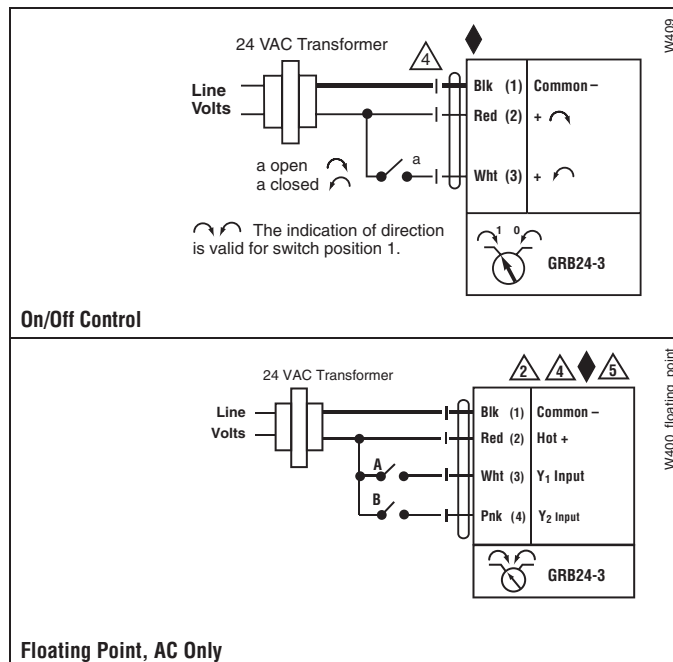 W409
24 VAC Transformer
4
Line
Volts
Blk (1) Common –
Red (2) +
a open
a closed
a
Wht (3) +
The indication of direction
is valid for switch position 1.
1 0
GRB24-3
On/Off Control
W400_floating_point
24 VAC Transformer
2 4 5
Line
Volts
Blk (1) Common –
Red (2) Hot +
A
Wht (3) Y1 Input
B
Pnk (4) Y2 Input
GRB24-3
Floating Point, AC Only